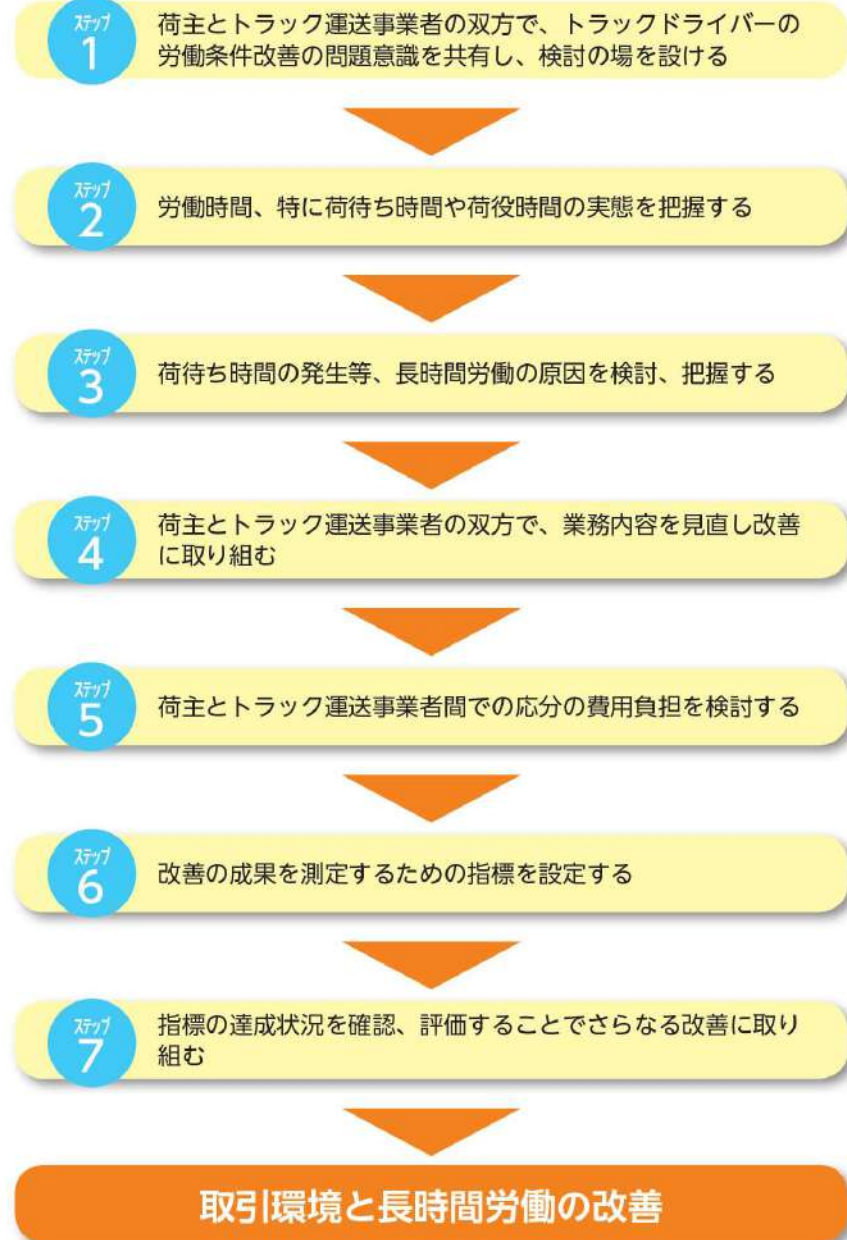 ステップ
1
荷主とトラック運送事業者の双方で、トラックドライバーの
労働条件改善の問題意識を共有し、検討の場を設ける
ステップ
2
労働時間、特に荷待ち時間や荷役時間の実態を把握する
ステップ
3
荷待ち時間の発生等、長時間労働の原因を検討、把握する
ステップ
4
荷主とトラック運送事業者の双方で、業務内容を見直し改善
に取り組む
ステップ
5
荷主とトラック運送事業者間での応分の費用負担を検討する
ステップ
6
改善の成果を測定するための指標を設定する
ステップ
7
指標の達成状況を確認、評価することでさらなる改善に取り
組む
取引環境と長時間労働の改善